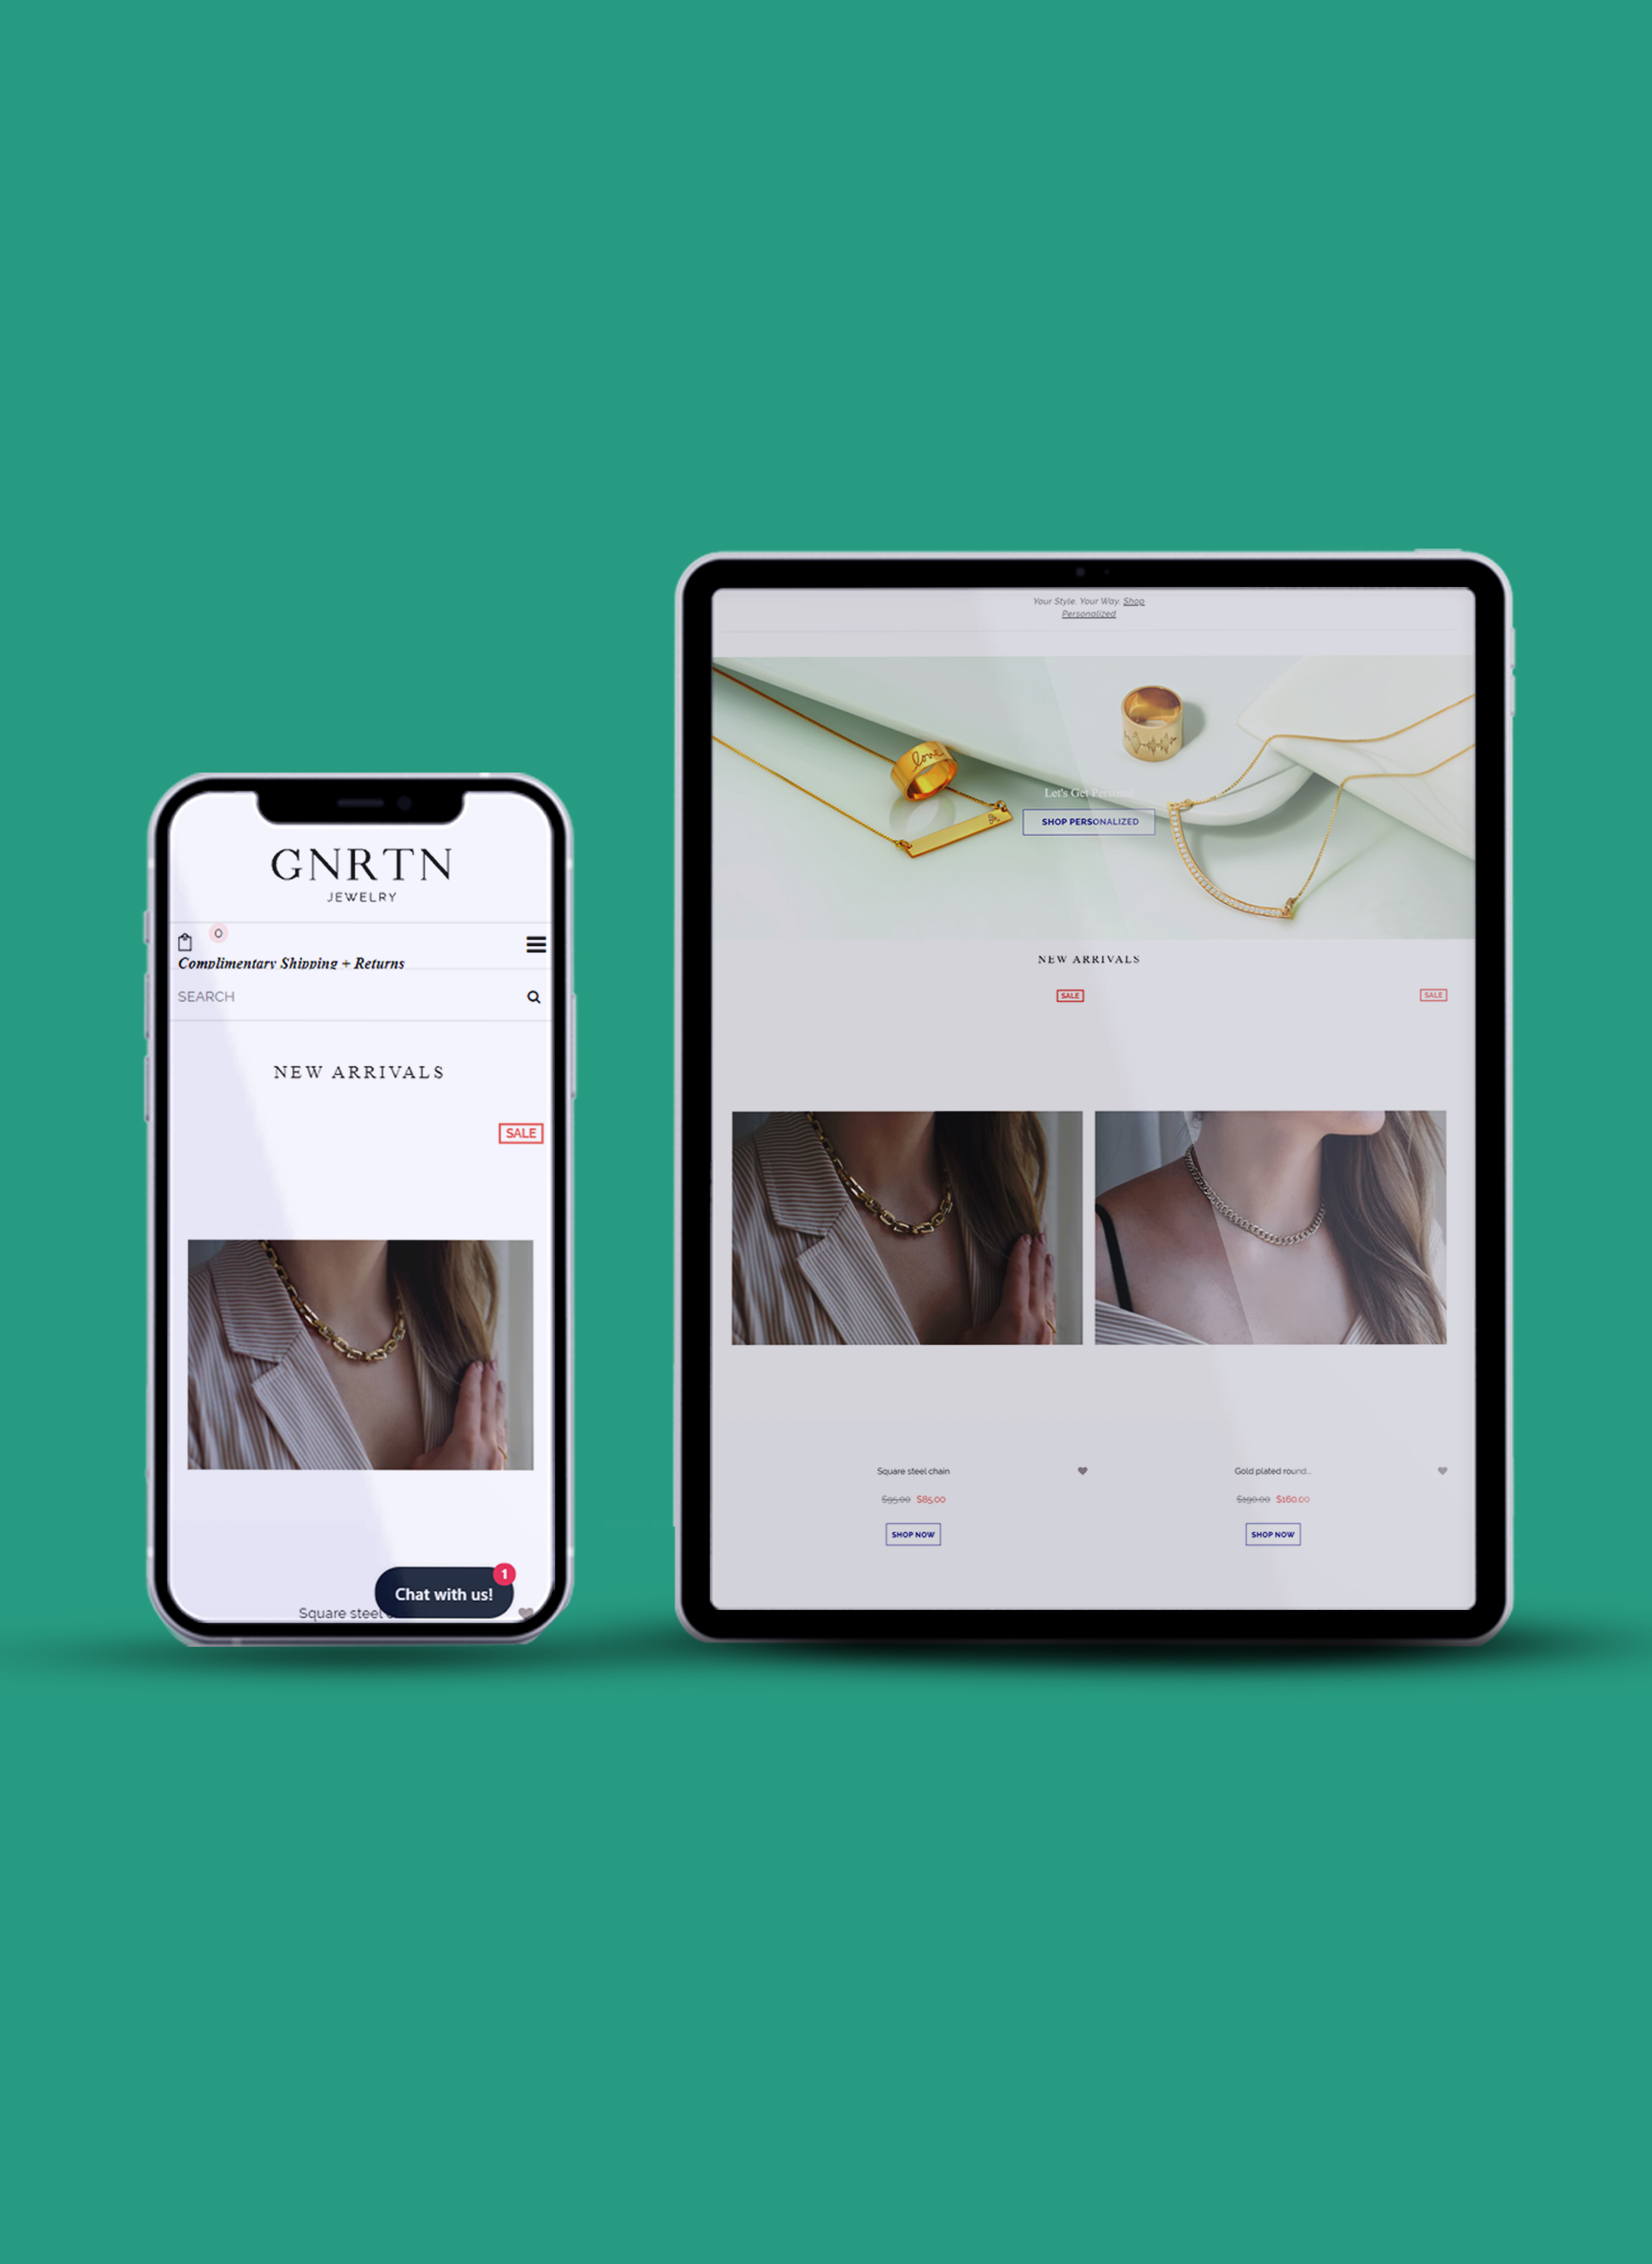 GNRTN
JEWELRY
0
Complimentary Shipping + Returns
SEARCH
NEW ARRIVALS
SALE
Chat with us!
1
Square steel
Your Style. Your Way. Shop
Personalized
love
Let's Get Personal
SHOP PERSONALIZED
NEW ARRIVALS
SALE
SALE
Square steel chain
Gold plated round...
$95.00 $85.00
$190.00 $160.00
SHOP NOW
SHOP NOW